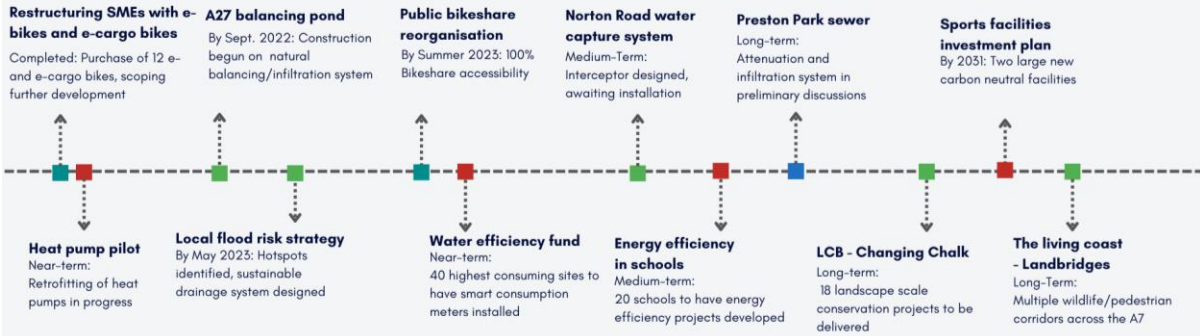 Restructuring SMEs with e-
bikes and e-cargo bikes
Completed: Purchase of 12 e-
and e-cargo bikes, scoping
further development
A27 balancing pond
By Sept. 2022: Construction
begun on natural
balancing/infiltration system
Public bikeshare
reorganisation
By Summer 2023: 100%
Bikeshare accessibility
Norton Road water
capture system
Medium-Term:
Interceptor designed,
awaiting installation
Preston Park sewer
Long-term:
Attenuation and
infiltration system in
preliminary discussions
Sports facilities
investment plan
By 2031: Two large new
carbon neutral facilities
Heat pump pilot
Near-term:
Retrofitting of heat
pumps in progress
Local flood risk strategy
By May 2023: Hotspots
identified, sustainable
drainage system designed
Water efficiency fund
Near-term:
40 highest consuming sites to
have smart consumption
meters installed
Energy efficiency
in schools
Medium-term:
20 schools to have energy
efficiency projects developed
LCB - Changing Chalk
Long-term:
18 landscape scale
conservation projects to be
delivered
The living coast
- Landbridges
Long-Term:
Multiple wildlife/pedestrian
corridors across the A7